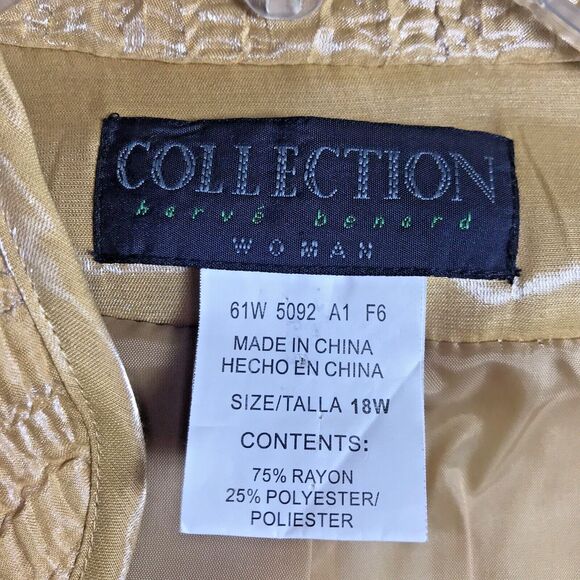 COLLECTION
hervé benard
WOMAN
61W 5092 A1 F6
MADE IN CHINA
HECHO EN CHINA
SIZE/TALLA 18W
CONTENTS:
75% RAYON
25% POLYESTER/
POLIESTER